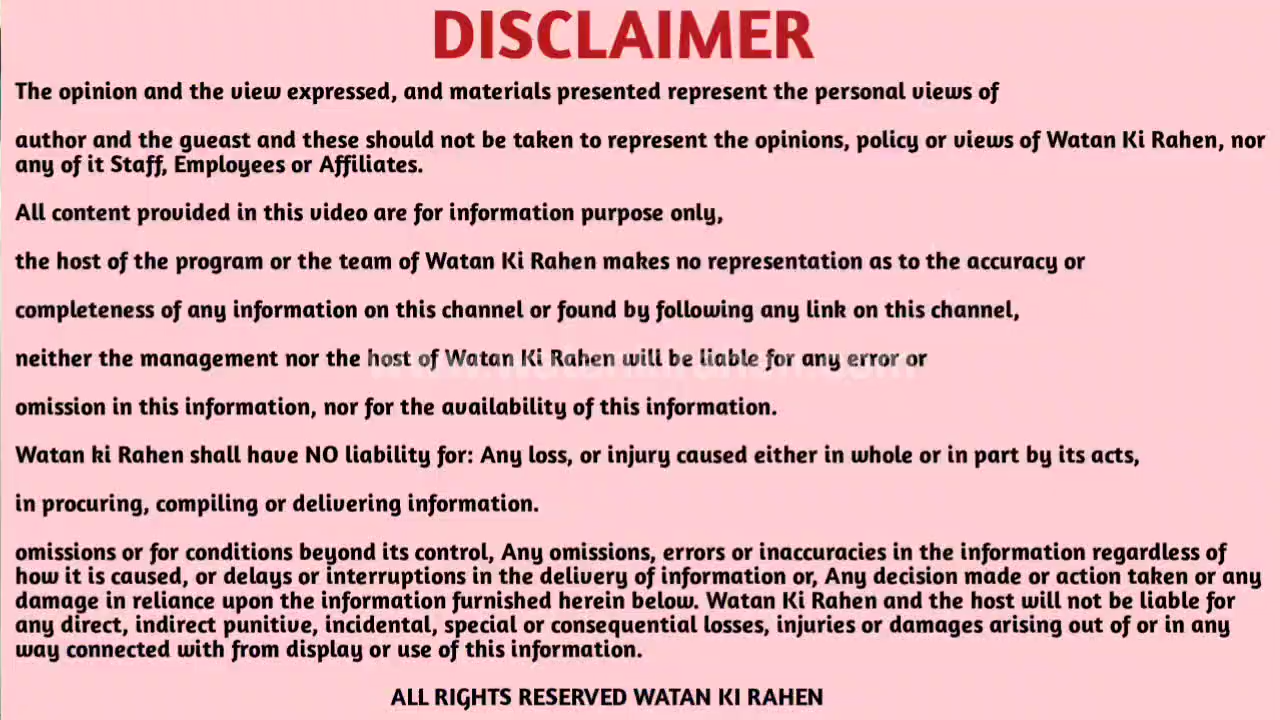 DISCLAIMER
The opinion and the view expressed, and materials presented represent the personal views of
author and the gueast and these should not be taken to represent the opinions, policy or views of Watan Ki Rahen, nor
any of it Staff, Employees or Affiliates.
All content provided in this video are for information purpose only,
the host of the program or the team of Watan Ki Rahen makes no representation as to the accuracy or
completeness of any information on this channel or found by following any link on this channel,
neither the management nor the host of Watan Ki Rahen will be liable for any error or
omission in this information, nor for the availability of this information.
Watan ki Rahen shall have NO liability for: Any loss, or injury caused either in whole or in part by its acts,
in procuring, compiling or delivering information.
omissions or for conditions beyond its control, Any omissions, errors or inaccuracies in the information regardless of
how it is caused, or delays or interruptions in the delivery of information or, Any decision made or action taken or any
damage in reliance upon the information furnished herein below. Watan Ki Rahen and the host will not be liable for
any direct, indirect punitive, incidental, special or consequential losses, injuries or damages arising out of or in any
way connected with from display or use of this information.
ALL RIGHTS RESERVED WATAN KI RAHEN